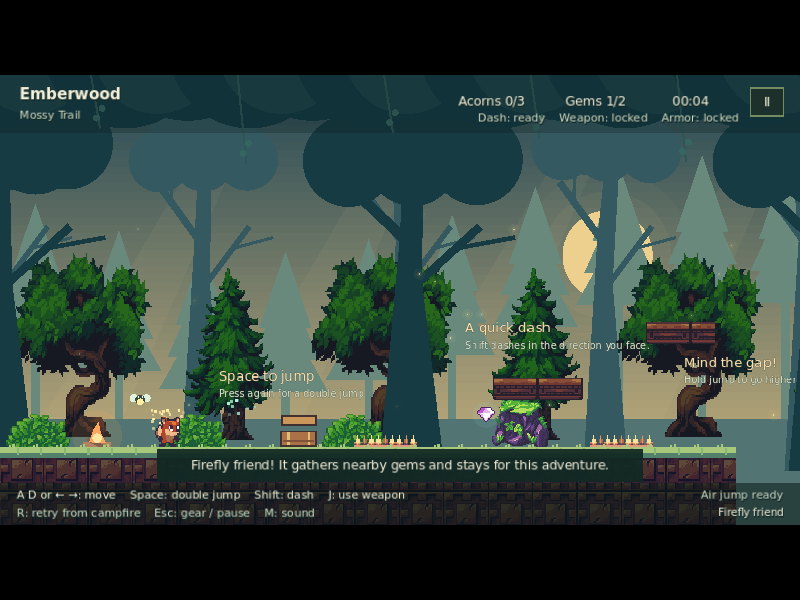 Emberwood
Mossy Trail
Acorns 0/3 Gems 1/2 00:04
Dash: ready Weapon: locked Armor: locked
II
A quick dash
Shift dashes in the direction you face.
Mind the gap!
Hold jump to go higher
Space to jump
Press again for a double jump
Firefly friend! It gathers nearby gems and stays for this adventure.
A D or ← →: move Space: double jump Shift: dash J: use weapon
R: retry from campfire Esc: gear / pause M: sound
Air jump ready
Firefly friend